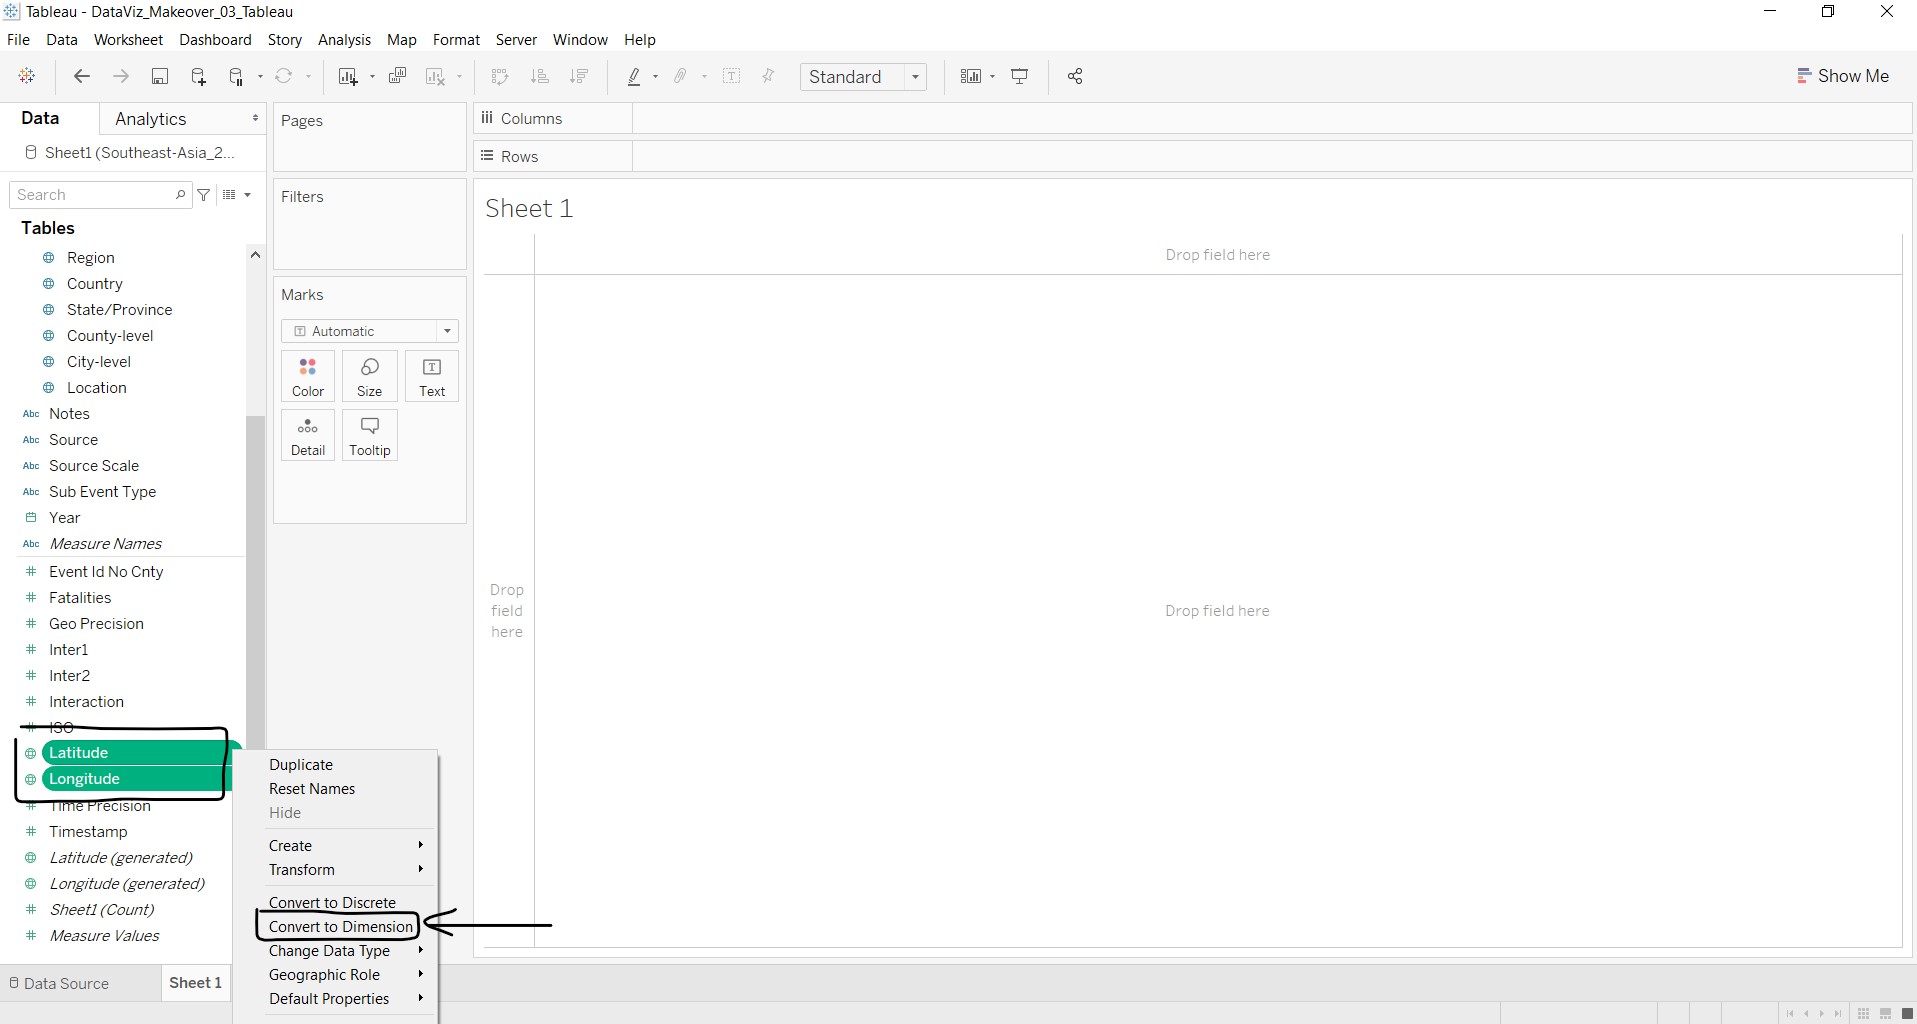 Tableau - DataViz_Makeover_03_Tableau
File Data Worksheet Dashboard Story Analysis Map Format Server Window Help
Standard
Show Me
Data
Analytics
Sheet1 (Southeast-Asia_2...
Search
Tables
Region
Country
State/Province
County-level
City-level
Location
Abc Notes
Abc Source
Abc Source Scale
Abc Sub Event Type
Year
Abc Measure Names
# Event Id No Cnty
# Fatalities
# Geo Precision
# Inter1
# Inter2
# Interaction
# ISO
Latitude
Longitude
# Time Precision
# Timestamp
Latitude (generated)
Longitude (generated)
# Sheet1 (Count)
# Measure Values
Pages
Filters
Marks
T Automatic
Color
Size
T Text
Detail
Tooltip
Columns
Rows
Sheet 1
Drop field here
Drop
field
here
Drop field here
Duplicate
Reset Names
Hide
Create
Transform
Convert to Discrete
Convert to Dimension
Change Data Type
Geographic Role
Default Properties
Data Source
Sheet 1